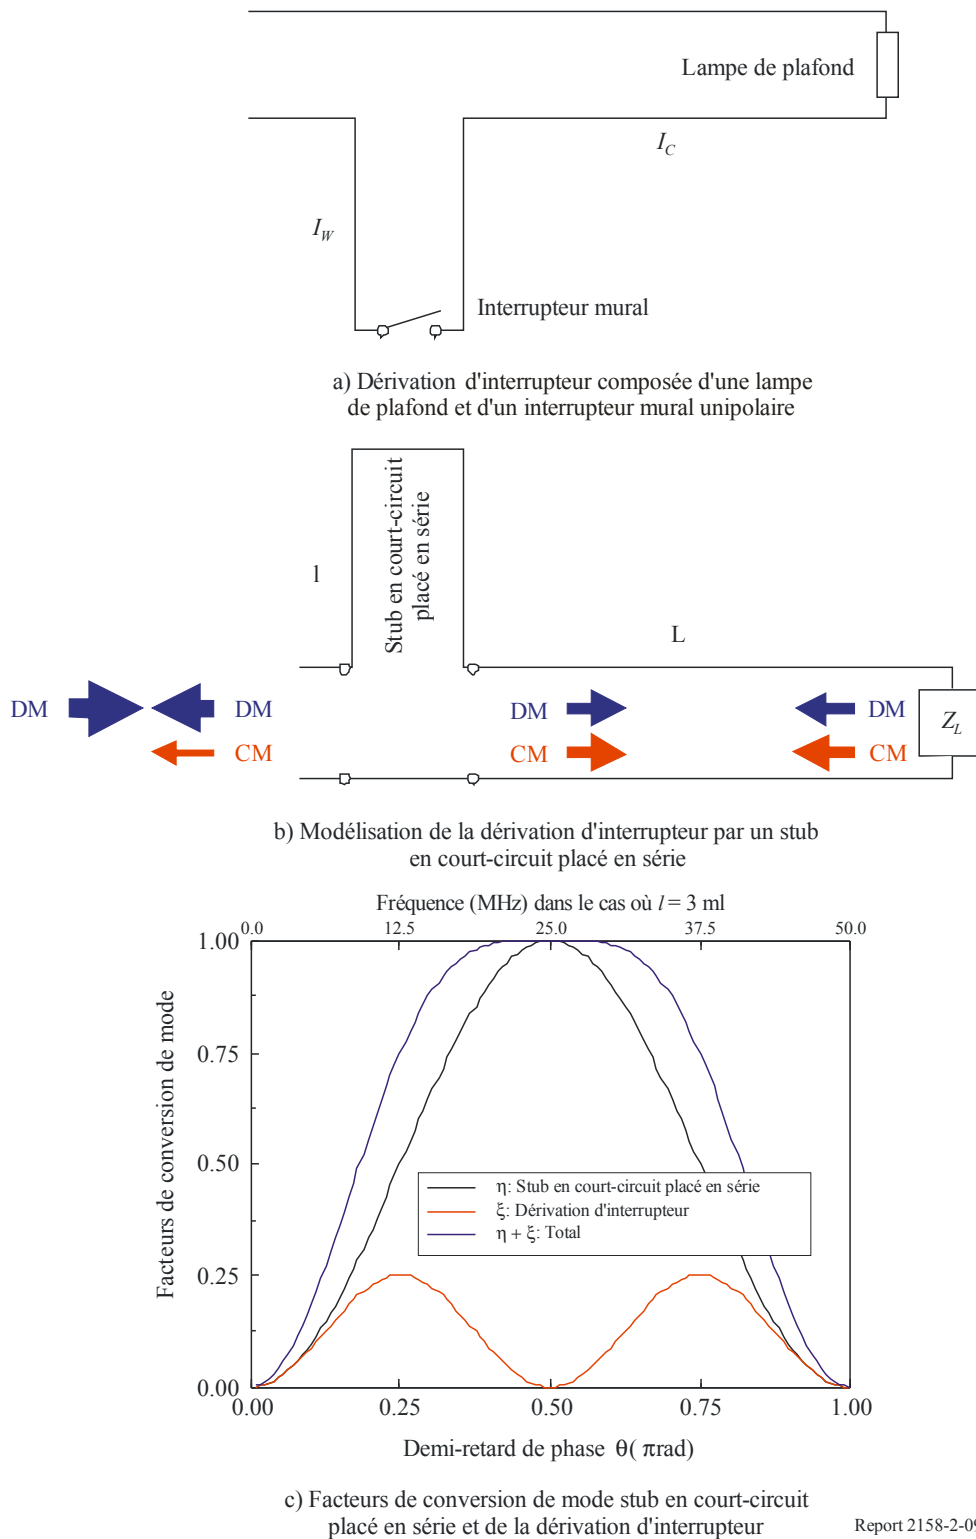 Lampe de plafond
I_C
I_W
Interrupteur mural
a) Dérivation d'interrupteur composée d'une lampe
de plafond et d'un interrupteur mural unipolaire
Stub en court-circuit
placé en série
l
L
DM
DM
DM
DM
CM
CM
CM
Z_L
b) Modélisation de la dérivation d'interrupteur par un stub
en court-circuit placé en série
Fréquence (MHz) dans le cas où l = 3 ml
0.0 12.5 25.0 37.5 50.0
1.00
0.75
0.50
0.25
0.00
Facteurs de conversion de mode
η: Stub en court-circuit placé en série
ξ: Dérivation d'interrupteur
η + ξ: Total
0.00 0.25 0.50 0.75 1.00
Demi-retard de phase θ( πrad)
c) Facteurs de conversion de mode stub en court-circuit
placé en série et de la dérivation d'interrupteur
Report 2158-2-09